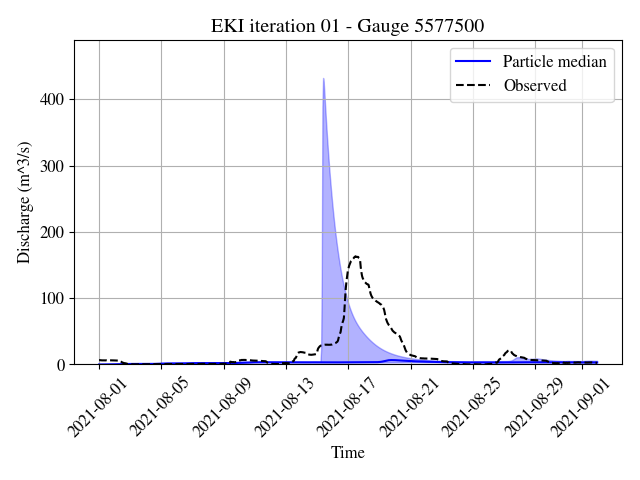 EKI iteration 01 - Gauge 5577500
Particle median
Observed
Discharge (m^3/s)
400
300
200
100
0
2021-08-01
2021-08-05
2021-08-09
2021-08-13
2021-08-17
2021-08-21
2021-08-25
2021-08-29
2021-09-01
Time